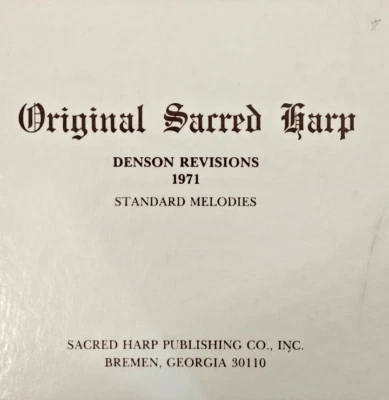 Original Sacred Harp
DENSON REVISIONS
1971
STANDARD MELODIES
SACRED HARP PUBLISHING CO., INC.
BREMEN, GEORGIA 30110